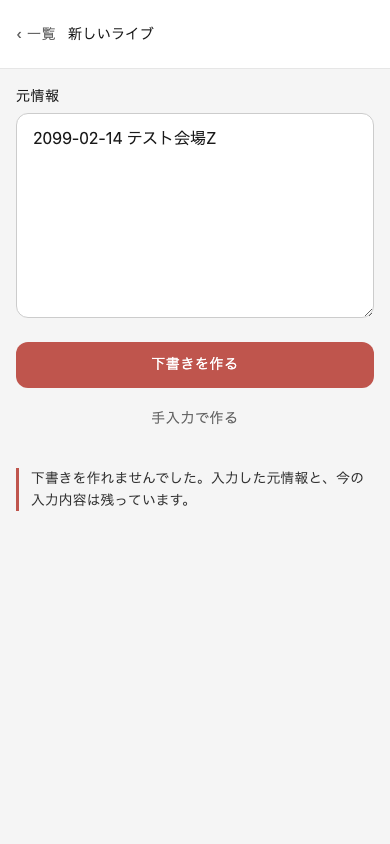 ‹ 一覧 新しいライブ
元情報
2099-02-14 テスト会場Z
下書きを作る
手入力で作る
下書きを作れませんでした。入力した元情報と、今の
入力内容は残っています。